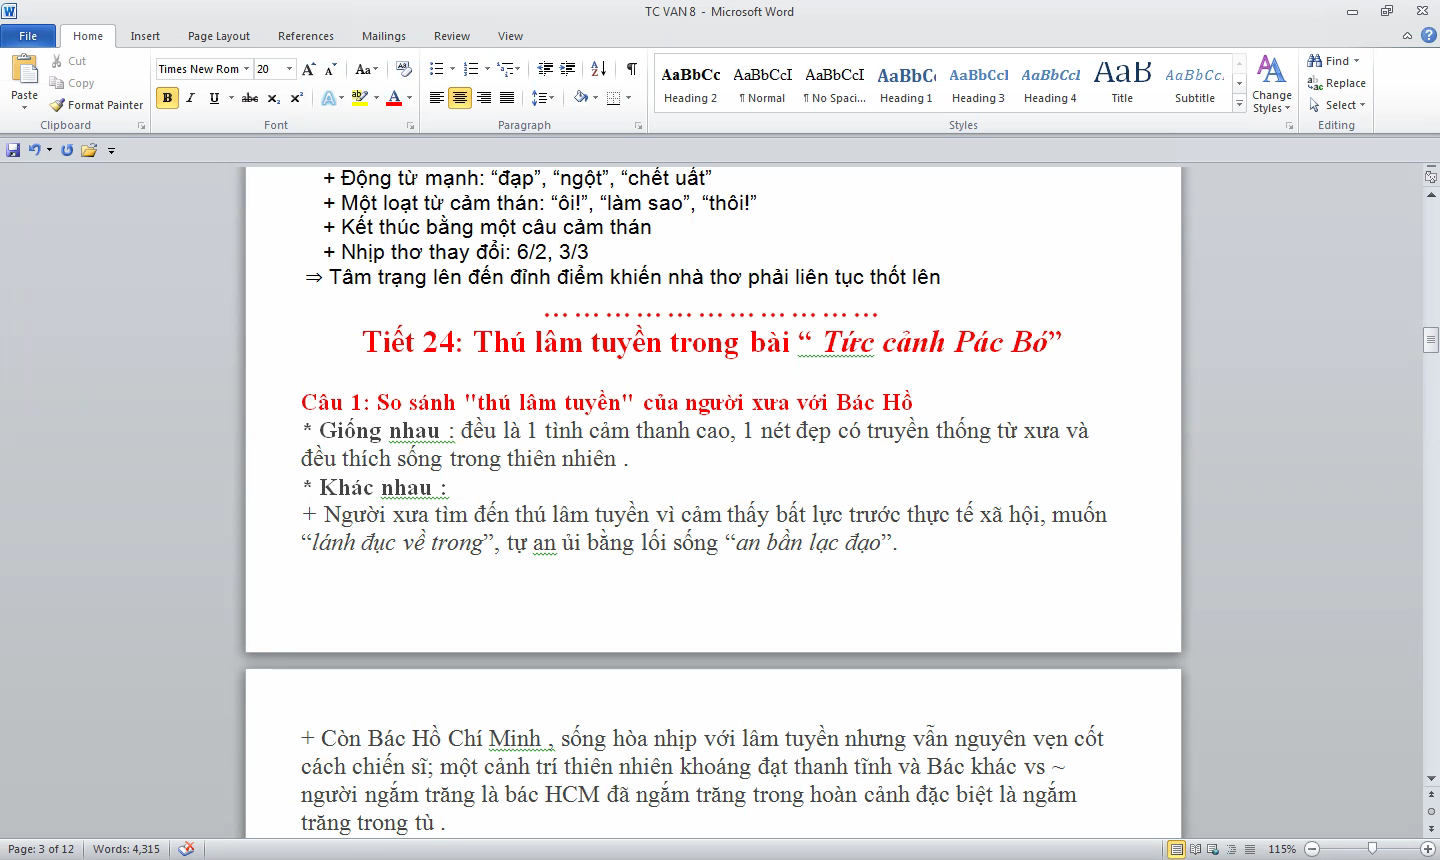 TC VAN 8 - Microsoft Word
File Home Insert Page Layout References Mailings Review View
Paste Cut Copy Format Painter Clipboard
Times New Rom 20 Aa Font
Paragraph
AaBbCc Heading 2
AaBbCcI ¶ Normal
AaBbCcI ¶ No Spaci...
AaBbCc Heading 1
AaBbCcI Heading 3
AaBbCcI Heading 4
AaB Title
AaBbCc. Subtitle
Styles
Change Styles
Find Replace Select Editing
+ Động từ mạnh: “đạp”, “ngột”, “chết uất”
+ Một loạt từ cảm thán: “ôi!”, “làm sao”, “thôi!”
+ Kết thúc bằng một câu cảm thán
+ Nhịp thơ thay đổi: 6/2, 3/3
⇒ Tâm trạng lên đến đỉnh điểm khiến nhà thơ phải liên tục thốt lên
……………………………
Tiết 24: Thú lâm tuyền trong bài “ Tức cảnh Pác Bó”
Câu 1: So sánh "thú lâm tuyền" của người xưa với Bác Hồ
* Giống nhau : đều là 1 tình cảm thanh cao, 1 nét đẹp có truyền thống từ xưa và
đều thích sống trong thiên nhiên .
* Khác nhau :
+ Người xưa tìm đến thú lâm tuyền vì cảm thấy bất lực trước thực tế xã hội, muốn
“lánh đục về trong”, tự an ủi bằng lối sống “an bần lạc đạo”.
+ Còn Bác Hồ Chí Minh , sống hòa nhịp với lâm tuyền nhưng vẫn nguyên vẹn cốt
cách chiến sĩ; một cảnh trí thiên nhiên khoáng đạt thanh tĩnh và Bác khác vs ~
người ngắm trăng là bác HCM đã ngắm trăng trong hoàn cảnh đặc biệt là ngắm
trăng trong tù .
Page: 3 of 12 Words: 4,315 115%